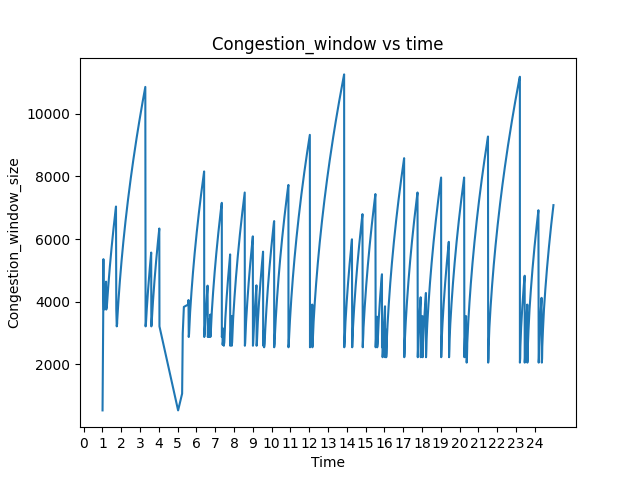 Congestion_window vs time
Congestion_window_size
10000
8000
6000
4000
2000
0 1 2 3 4 5 6 7 8 9 10 11 12 13 14 15 16 17 18 19 20 21 22 23 24
Time